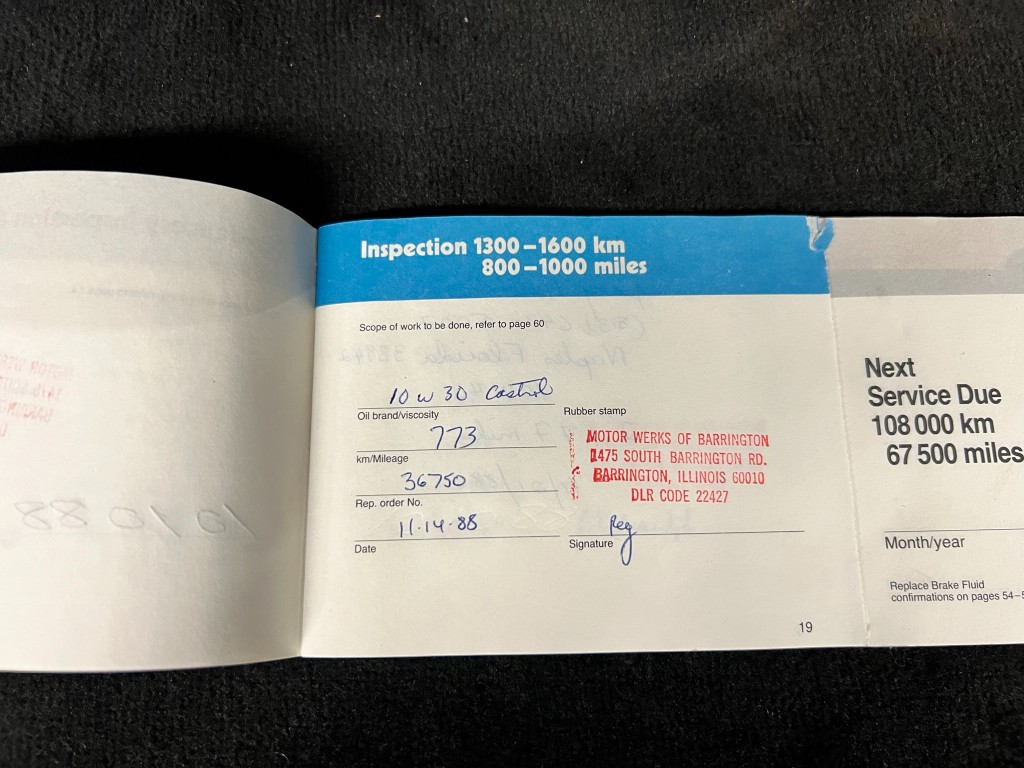 Inspection 1300–1600 km
800–1000 miles
Scope of work to be done, refer to page 60
10 w 30 Castrol
Oil brand/viscosity
773
km/Mileage
36750
Rep. order No.
11-14-88
Date
Rubber stamp
MOTOR WERKS OF BARRINGTON
1475 SOUTH BARRINGTON RD.
BARRINGTON, ILLINOIS 60010
DLR CODE 22427
Reg
Signature
19
Next
Service Due
108 000 km
67 500 miles
Month/year
Replace Brake Fluid
confirmations on pages 54–5
10/088